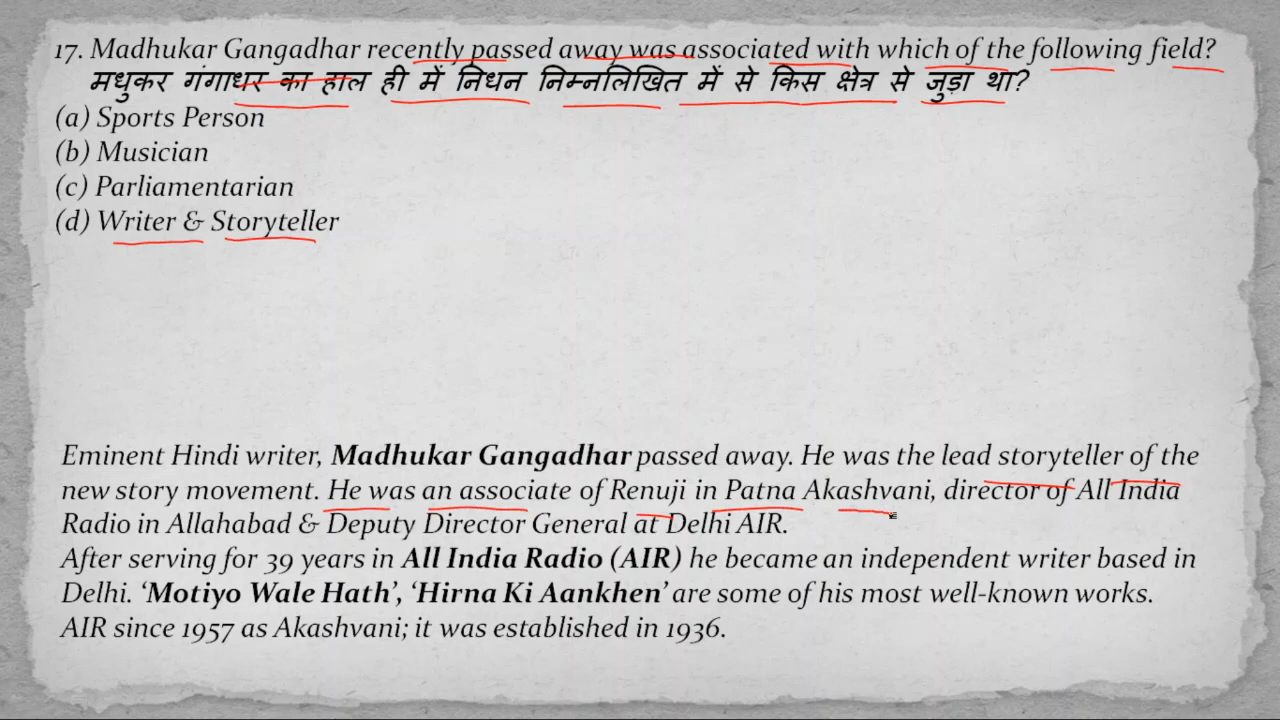 17. Madhukar Gangadhar recently passed away was associated with which of the following field?
मधुकर गंगाधर का हाल ही में निधन निम्नलिखित में से किस क्षेत्र से जुड़ा था?
(a) Sports Person
(b) Musician
(c) Parliamentarian
(d) Writer & Storyteller
Eminent Hindi writer, Madhukar Gangadhar passed away. He was the lead storyteller of the
new story movement. He was an associate of Renuji in Patna Akashvani, director of All India
Radio in Allahabad & Deputy Director General at Delhi AIR.
After serving for 39 years in All India Radio (AIR) he became an independent writer based in
Delhi. ‘Motiyo Wale Hath’, ‘Hirna Ki Aankhen’ are some of his most well-known works.
AIR since 1957 as Akashvani; it was established in 1936.